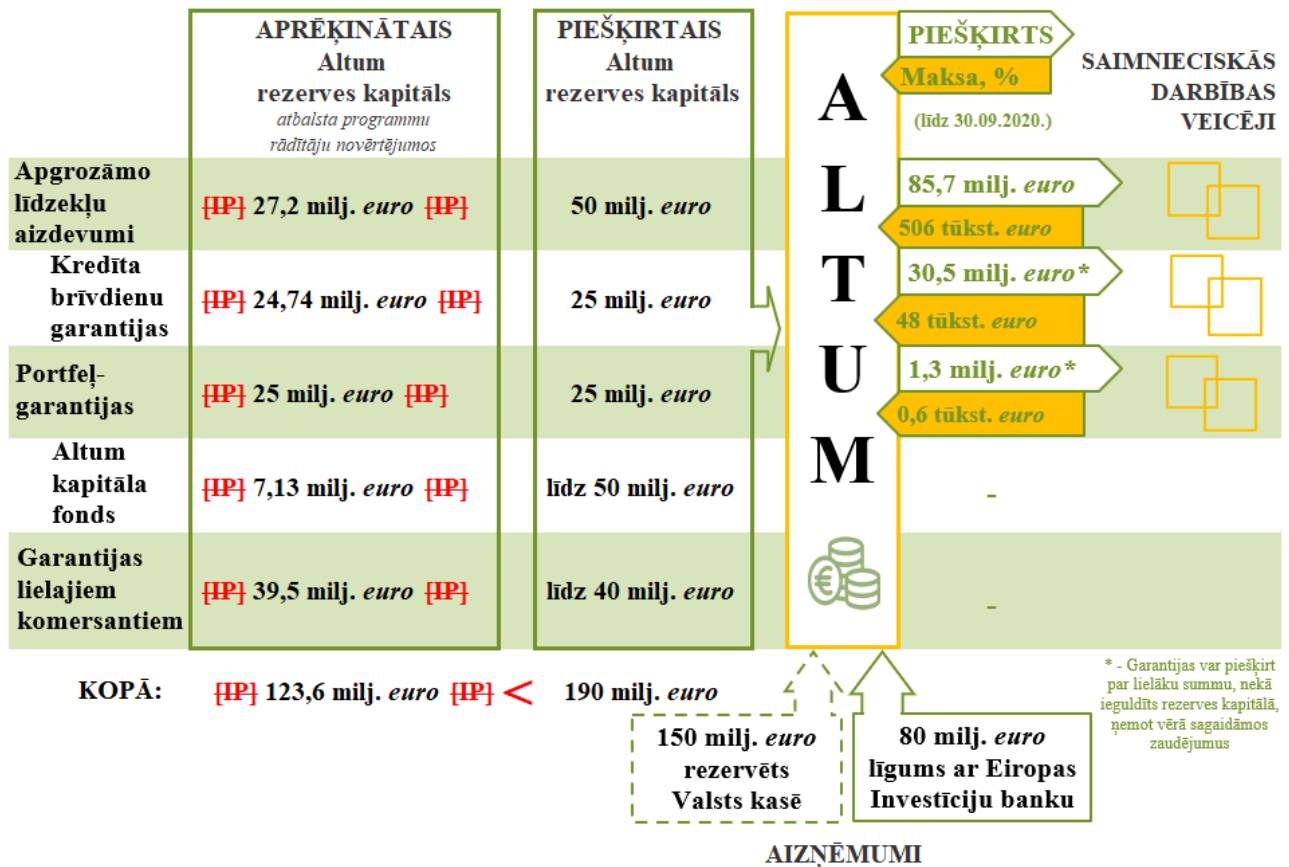 APRĒĶINĀTAIS
Altum
rezerves kapitāls
atbalsta programmu
rādītāju novērtējumos
PIEŠĶIRTAIS
Altum
rezerves kapitāls
ALTUM
PIEŠĶIRTS
Maksa, %
(līdz 30.09.2020.)
SAIMNIECISKĀS
DARBĪBAS
VEICĒJI
Apgrozāmo
līdzekļu
aizdevumi
[IP] 27,2 milj. euro [IP]
50 milj. euro
85,7 milj. euro
506 tūkst. euro
Kredīta
brīvdienu
garantijas
[IP] 24,74 milj. euro [IP]
25 milj. euro
30,5 milj. euro*
48 tūkst. euro
Portfeļ-
garantijas
[IP] 25 milj. euro [IP]
25 milj. euro
1,3 milj. euro*
0,6 tūkst. euro
Altum
kapitāla
fonds
[IP] 7,13 milj. euro [IP]
līdz 50 milj. euro
-
Garantijas
lielajiem
komersantiem
[IP] 39,5 milj. euro [IP]
līdz 40 milj. euro
-
KOPĀ:
[IP] 123,6 milj. euro [IP] <
190 milj. euro
* - Garantijas var piešķirt
par lielāku summu, nekā
ieguldīts rezerves kapitālā,
ņemot vērā sagaidāmos
zaudējumus
150 milj. euro
rezervēts
Valsts kasē
80 milj. euro
līgums ar Eiropas
Investīciju banku
AIZŅĒMUMI